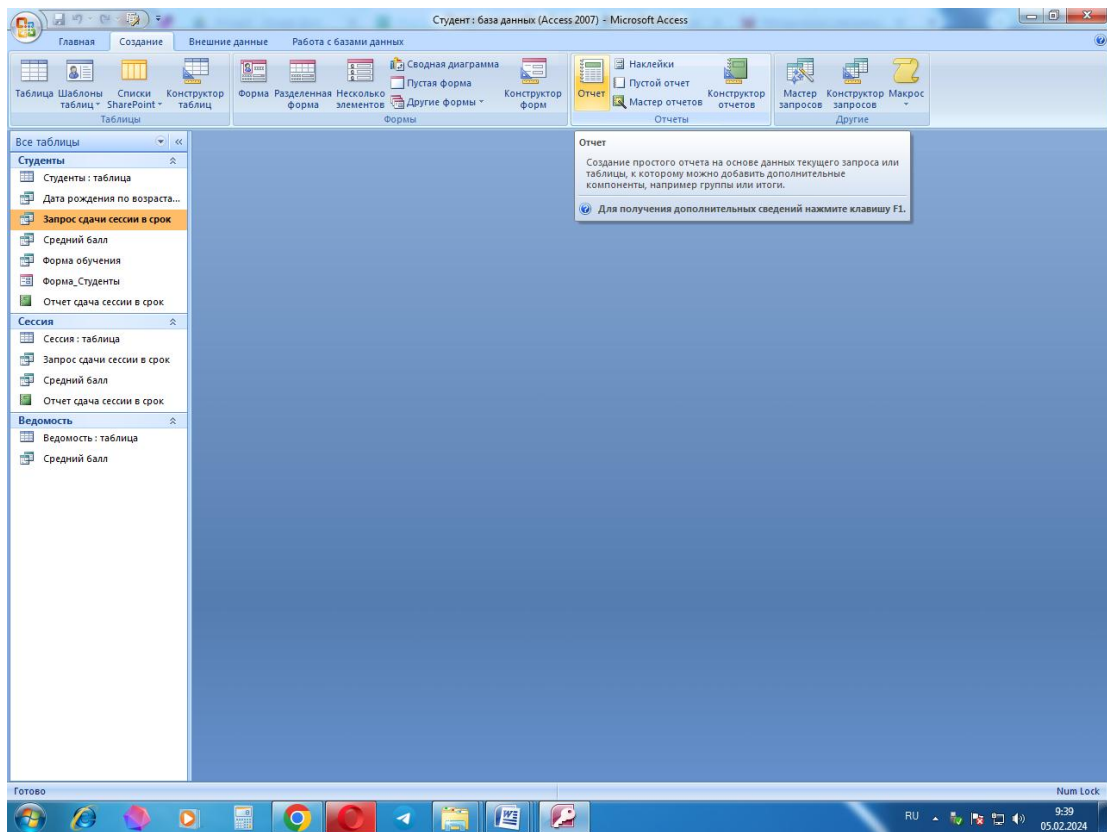 Студент : база данных (Access 2007) - Microsoft Access
Главная Создание Внешние данные Работа с базами данных
Таблица
Шаблоны таблиц
Списки SharePoint
Конструктор таблиц
Таблицы
Форма
Разделенная форма
Несколько элементов
Сводная диаграмма
Пустая форма
Другие формы
Конструктор форм
Формы
Отчет
Наклейки
Пустой отчет
Мастер отчетов
Конструктор отчетов
Отчеты
Мастер запросов
Конструктор запросов
Макрос
Другие
Отчет
Создание простого отчета на основе данных текущего запроса или
таблицы, к которому можно добавить дополнительные
компоненты, например группы или итоги.
Для получения дополнительных сведений нажмите клавишу F1.
Все таблицы
Студенты
Студенты : таблица
Дата рождения по возраста...
Запрос сдачи сессии в срок
Средний балл
Форма обучения
Форма_Студенты
Отчет сдача сессии в срок
Сессия
Сессия : таблица
Запрос сдачи сессии в срок
Средний балл
Отчет сдача сессии в срок
Ведомость
Ведомость : таблица
Средний балл
Готово
Num Lock
RU
9:39
05.02.2024